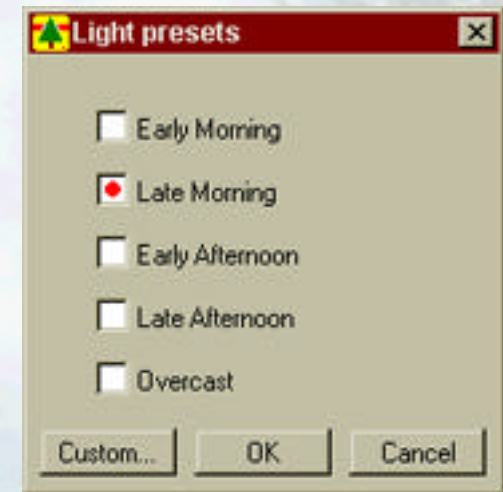 Light presets
Early Morning
Late Morning
Early Afternoon
Late Afternoon
Overcast
Custom... OK Cancel